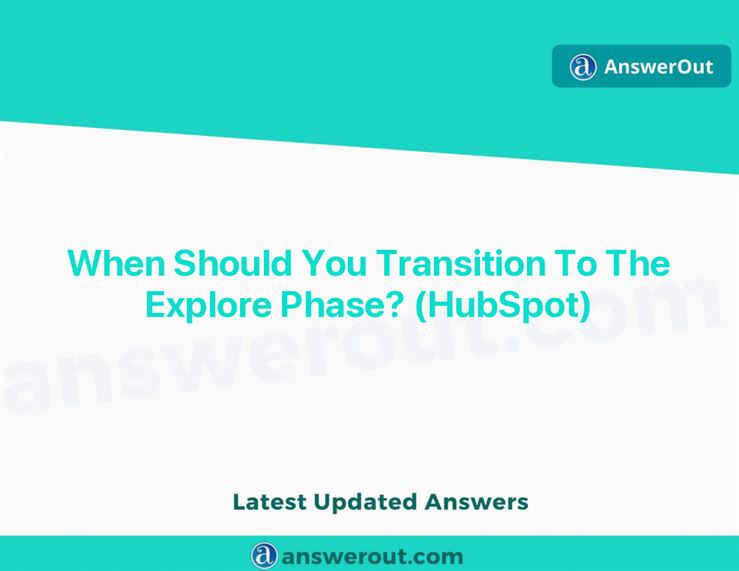 AnswerOut
When Should You Transition To The
Explore Phase? (HubSpot)
answerout.com
Latest Updated Answers
answerout.com